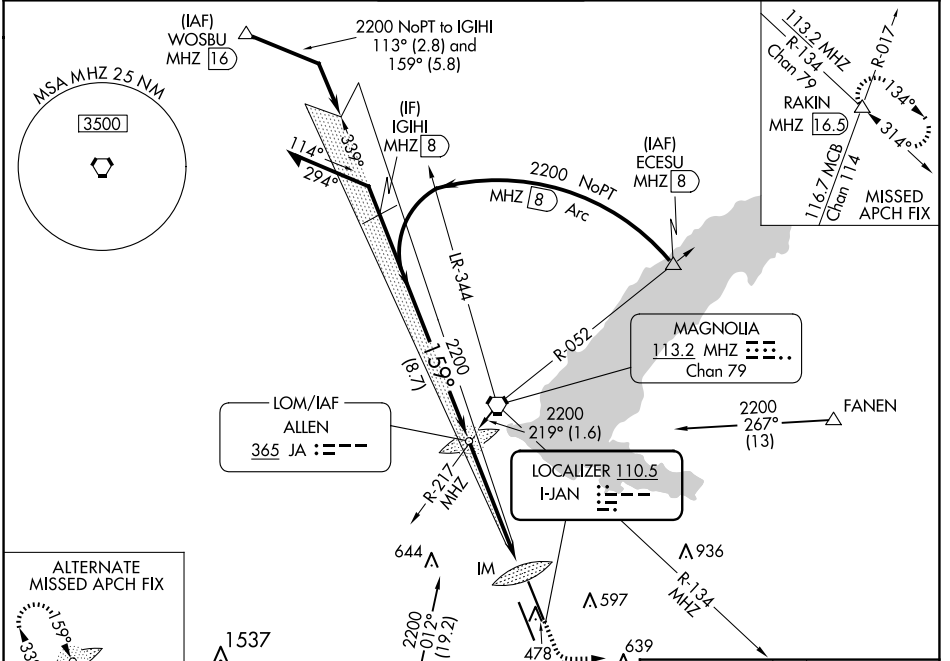 (IAF)
WOSBU
MHZ 16
2200 NoPT to IGIHI
113° (2.8) and
159° (5.8)
MSA MHZ 25 NM
3500
(IF)
IGIHI
MHZ 8
114°
294°
339°
2200 NoPT
MHZ 8 Arc
(IAF)
ECESU
MHZ 8
113.2 MHZ
R-134
Chan 79
R-017
134°
314°
RAKIN
MHZ 16.5
116.7 MCB
Chan 114
MISSED
APCH FIX
LR-344
R-052
2200
159°
(8.7)
MAGNOLIA
113.2 MHZ
Chan 79
LOM/IAF
ALLEN
365 JA
2200
219° (1.6)
2200
267°
(13)
FANEN
R-217
MHZ
LOCALIZER 110.5
I-JAN
644
IM
936
R-134
MHZ
597
ALTERNATE
MISSED APCH FIX
159°
1537
2200
012°
(19.2)
478
639